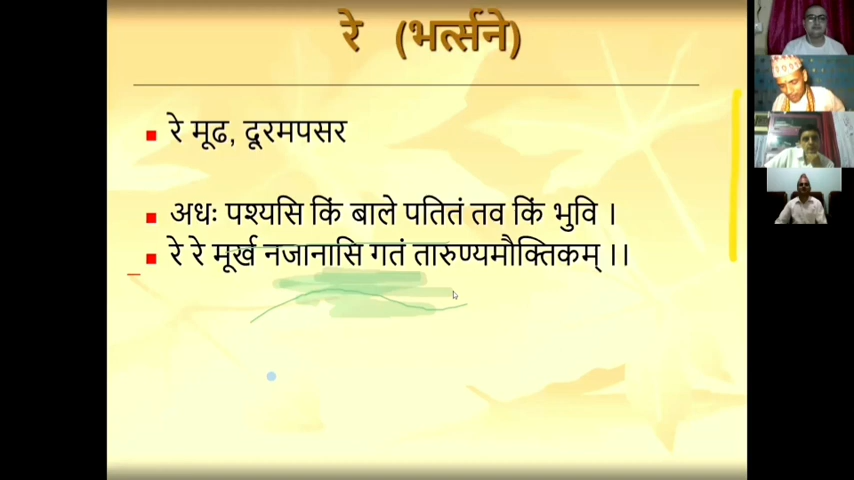 रे (भर्त्सने)
रे मूढ, दूरमपसर
अधः पश्यसि किं बाले पतितं तव किं भुवि ।
रे रे मूर्ख नजानासि गतं तारुण्यमौक्तिकम् ।।